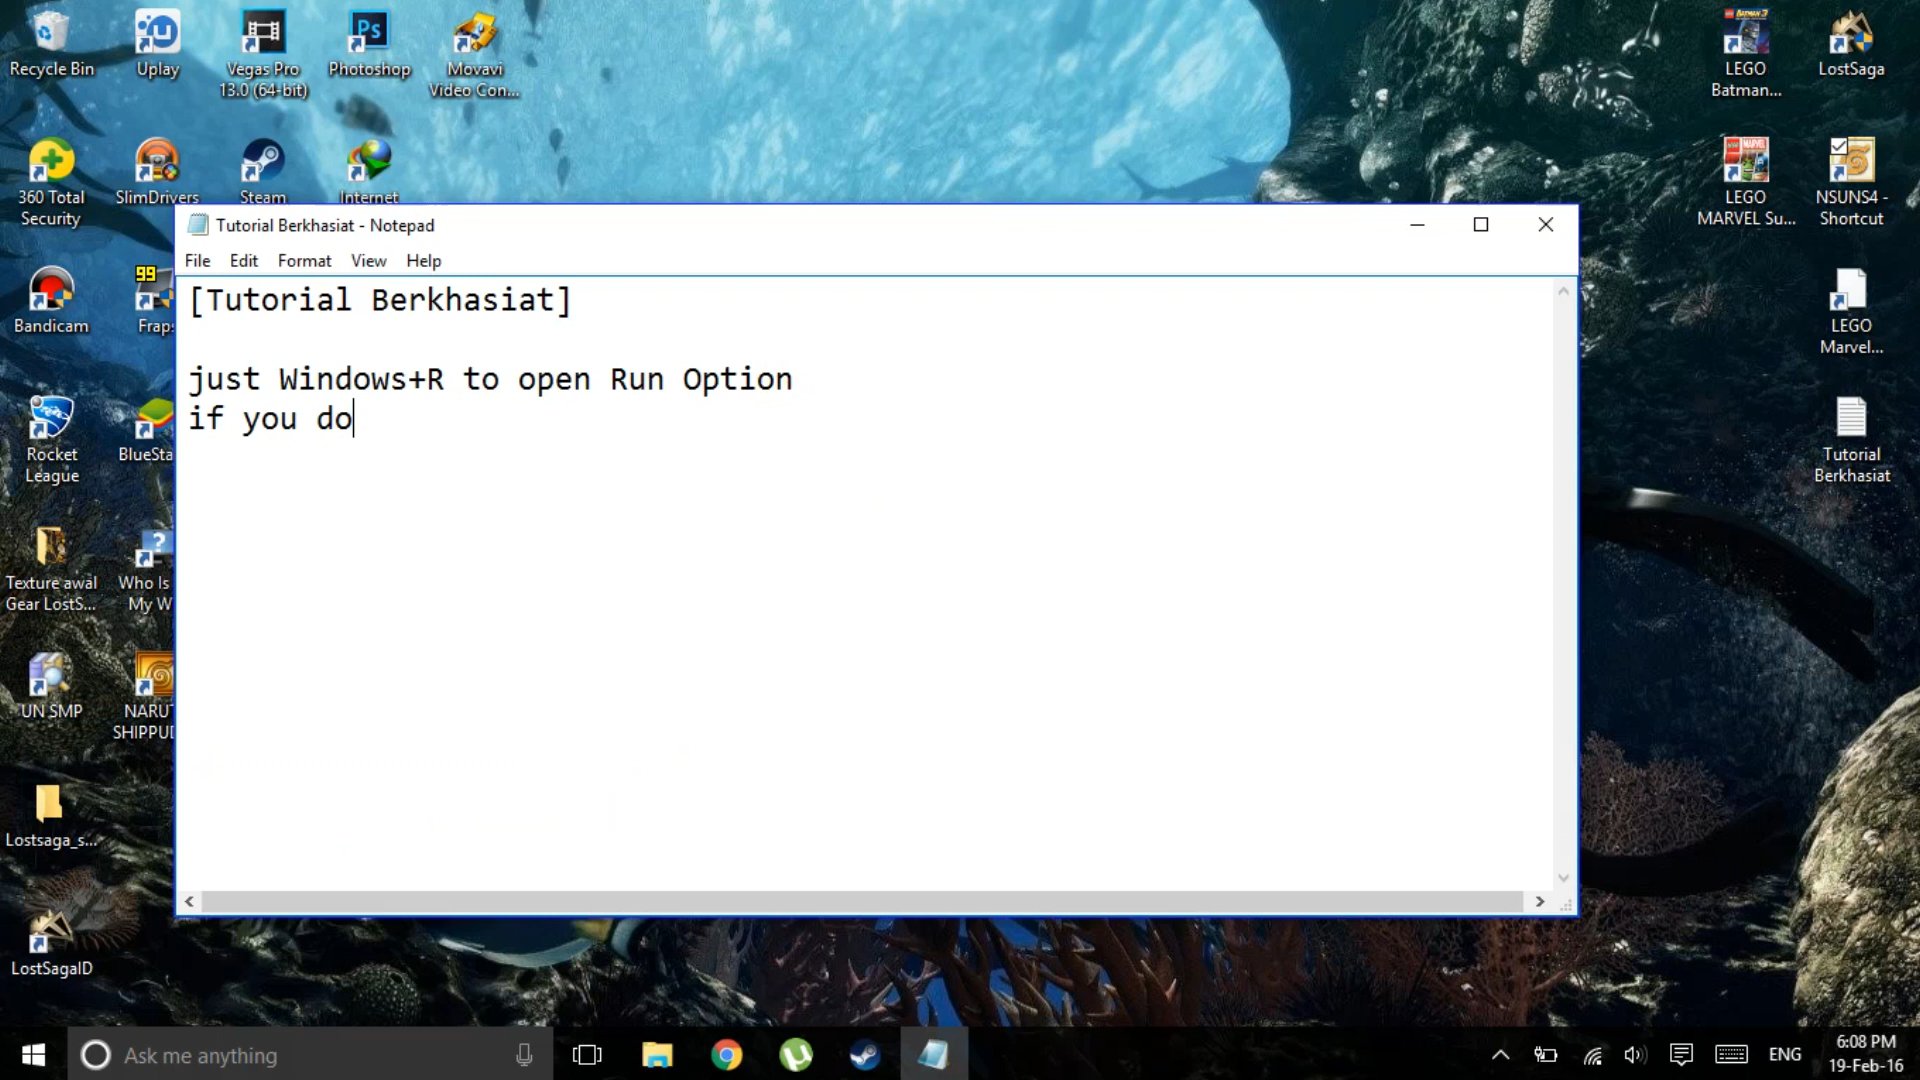 Recycle Bin
Uplay
Vegas Pro
13.0 (64-bit)
Ps
Photoshop
Movavi
Video Con...
LEGO
Batman...
LostSaga
360 Total
Security
SlimDrivers
Steam
Internet
LEGO
MARVEL Su...
NSUNS4 -
Shortcut
Tutorial Berkhasiat - Notepad
File Edit Format View Help
[Tutorial Berkhasiat]
just Windows+R to open Run Option
if you do
Bandicam
99
Fraps
LEGO
Marvel...
Rocket
League
BlueSta
Tutorial
Berkhasiat
Texture awal
Gear LostS...
Who Is
My W
UN SMP
NARUT
SHIPPUD
Lostsaga_s...
LostSagaID
Ask me anything
ENG
6:08 PM
19-Feb-16